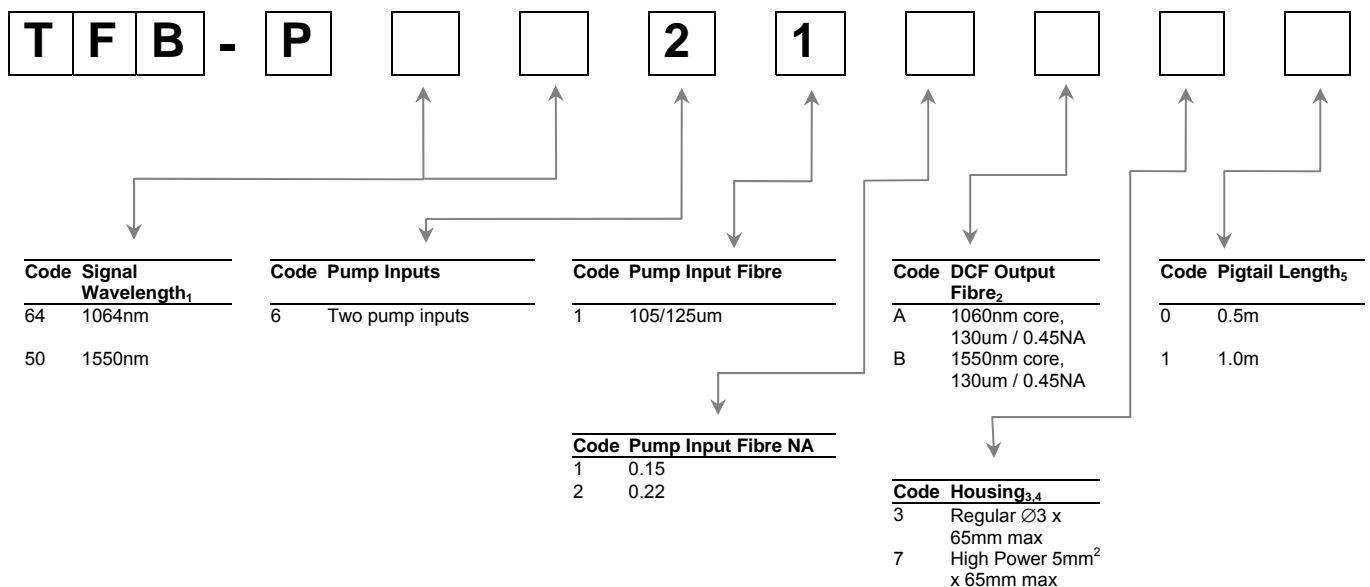 T F B - P 2 1
Code Signal Wavelength1
64 1064nm
50 1550nm
Code Pump Inputs
6 Two pump inputs
Code Pump Input Fibre
1 105/125um
Code Pump Input Fibre NA
1 0.15
2 0.22
Code DCF Output
Fibre2
A 1060nm core,
130um / 0.45NA
B 1550nm core,
130um / 0.45NA
Code Housing3,4
3 Regular ∅3 x
65mm max
7 High Power 5mm2
x 65mm max
Code Pigtail Length5
0 0.5m
1 1.0m